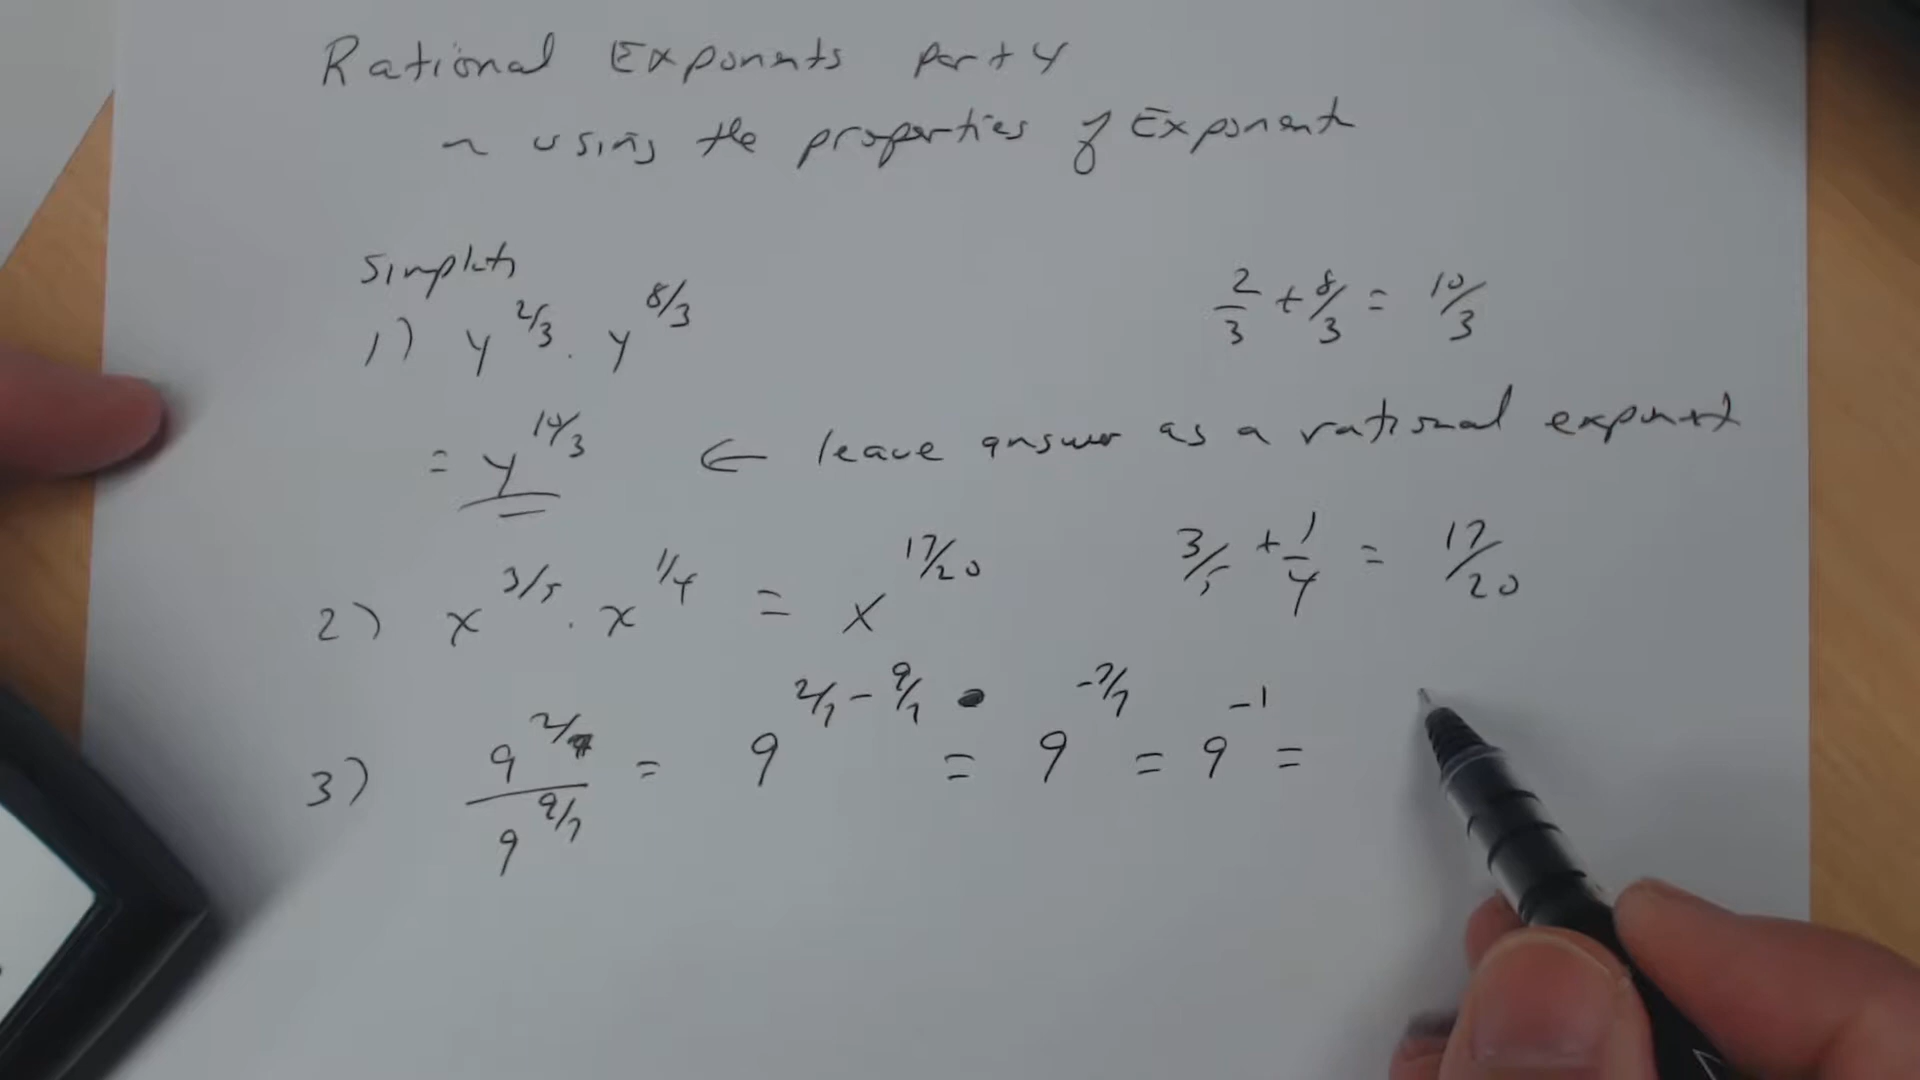 Rational Exponents Part 4
~ using the properties of Exponent
Simplify
1) y^2/3 · y^8/3
2/3 + 8/3 = 10/3
= y^10/3 ← leave answer as a rational exponent
2) x^3/5 · x^1/4 = x^17/20
3/5 + 1/4 = 17/20
3) 9^2/7 / 9^9/7 = 9^2/7 - 9/7 = 9^-7/7 = 9^-1 =